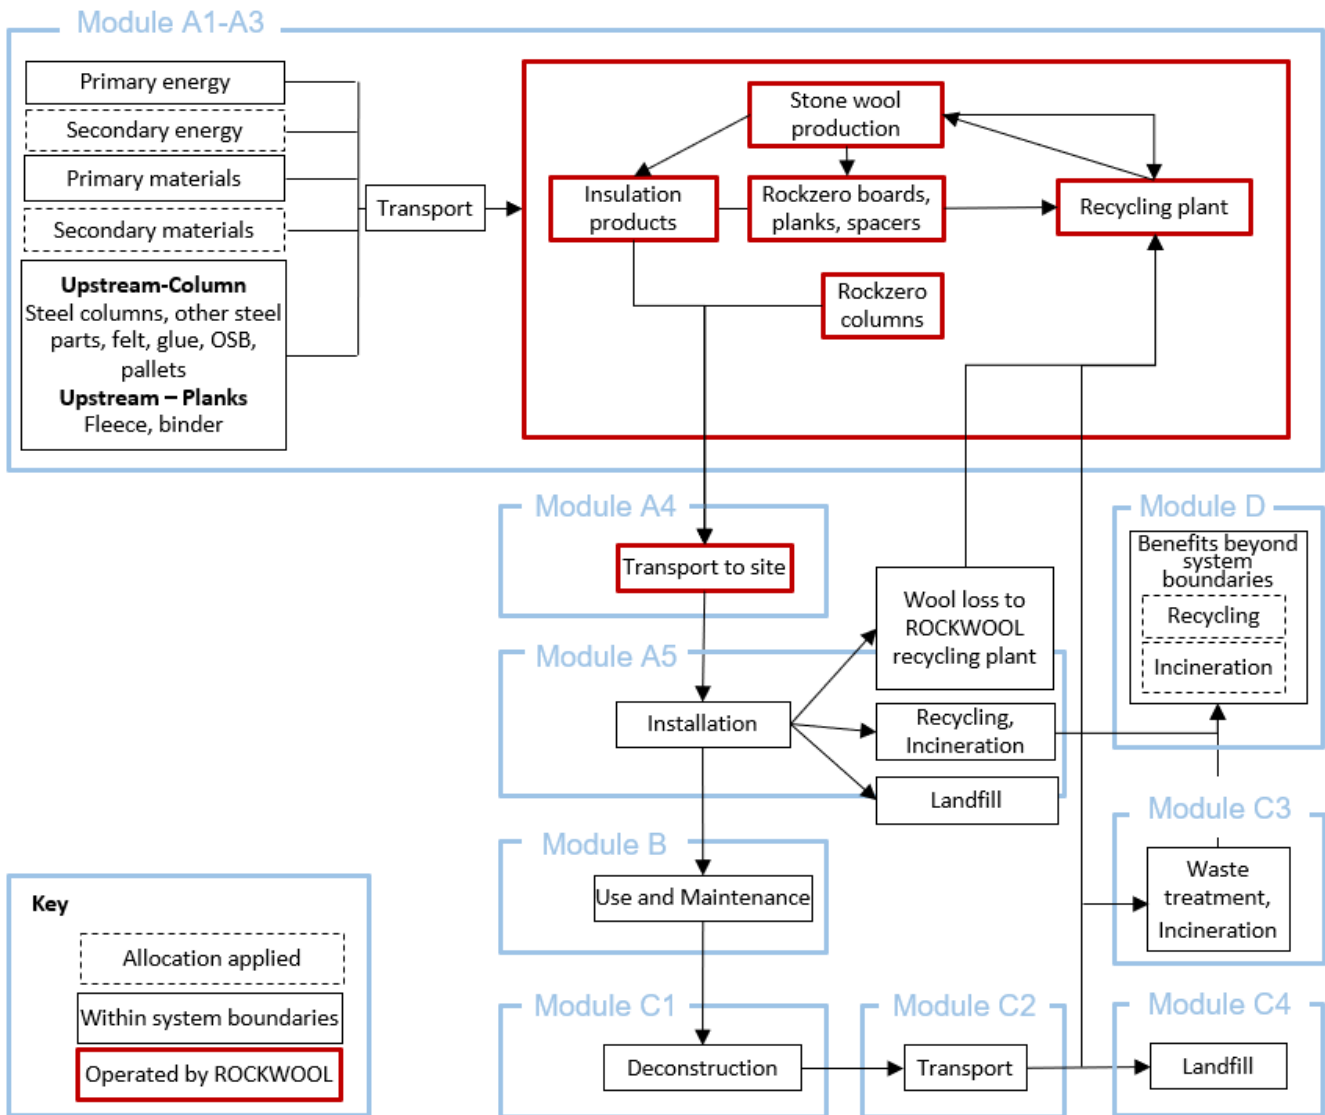 Module A1-A3
Primary energy
Secondary energy
Primary materials
Secondary materials
Upstream-Column
Steel columns, other steel
parts, felt, glue, OSB,
pallets
Upstream – Planks
Fleece, binder
Transport
Stone wool
production
Insulation
products
Rockzero boards,
planks, spacers
Recycling plant
Rockzero
columns
Module A4
Transport to site
Module A5
Installation
Wool loss to
ROCKWOOL
recycling plant
Recycling,
Incineration
Landfill
Module D
Benefits beyond
system
boundaries
Recycling
Incineration
Module B
Use and Maintenance
Module C3
Waste
treatment,
Incineration
Module C1
Deconstruction
Module C2
Transport
Module C4
Landfill
Key
Allocation applied
Within system boundaries
Operated by ROCKWOOL